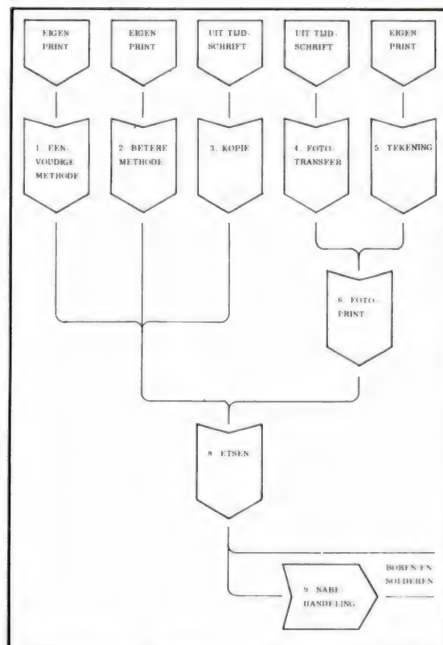 EIGEN
PRINT
EIGEN
PRINT
UIT TIJD-
SCHRIFT
UIT TIJD-
SCHRIFT
EIGEN
PRINT
1. EEN-
VOUDIGE
METHODE
2. BETERE
METHODE
3. KOPIE
4. FOTO-
TRANSFER
5. TEKENING
6. FOTO-
PRINT
8. ETSEN
BOREN EN
SOLDEREN
9. NABE-
HANDELING